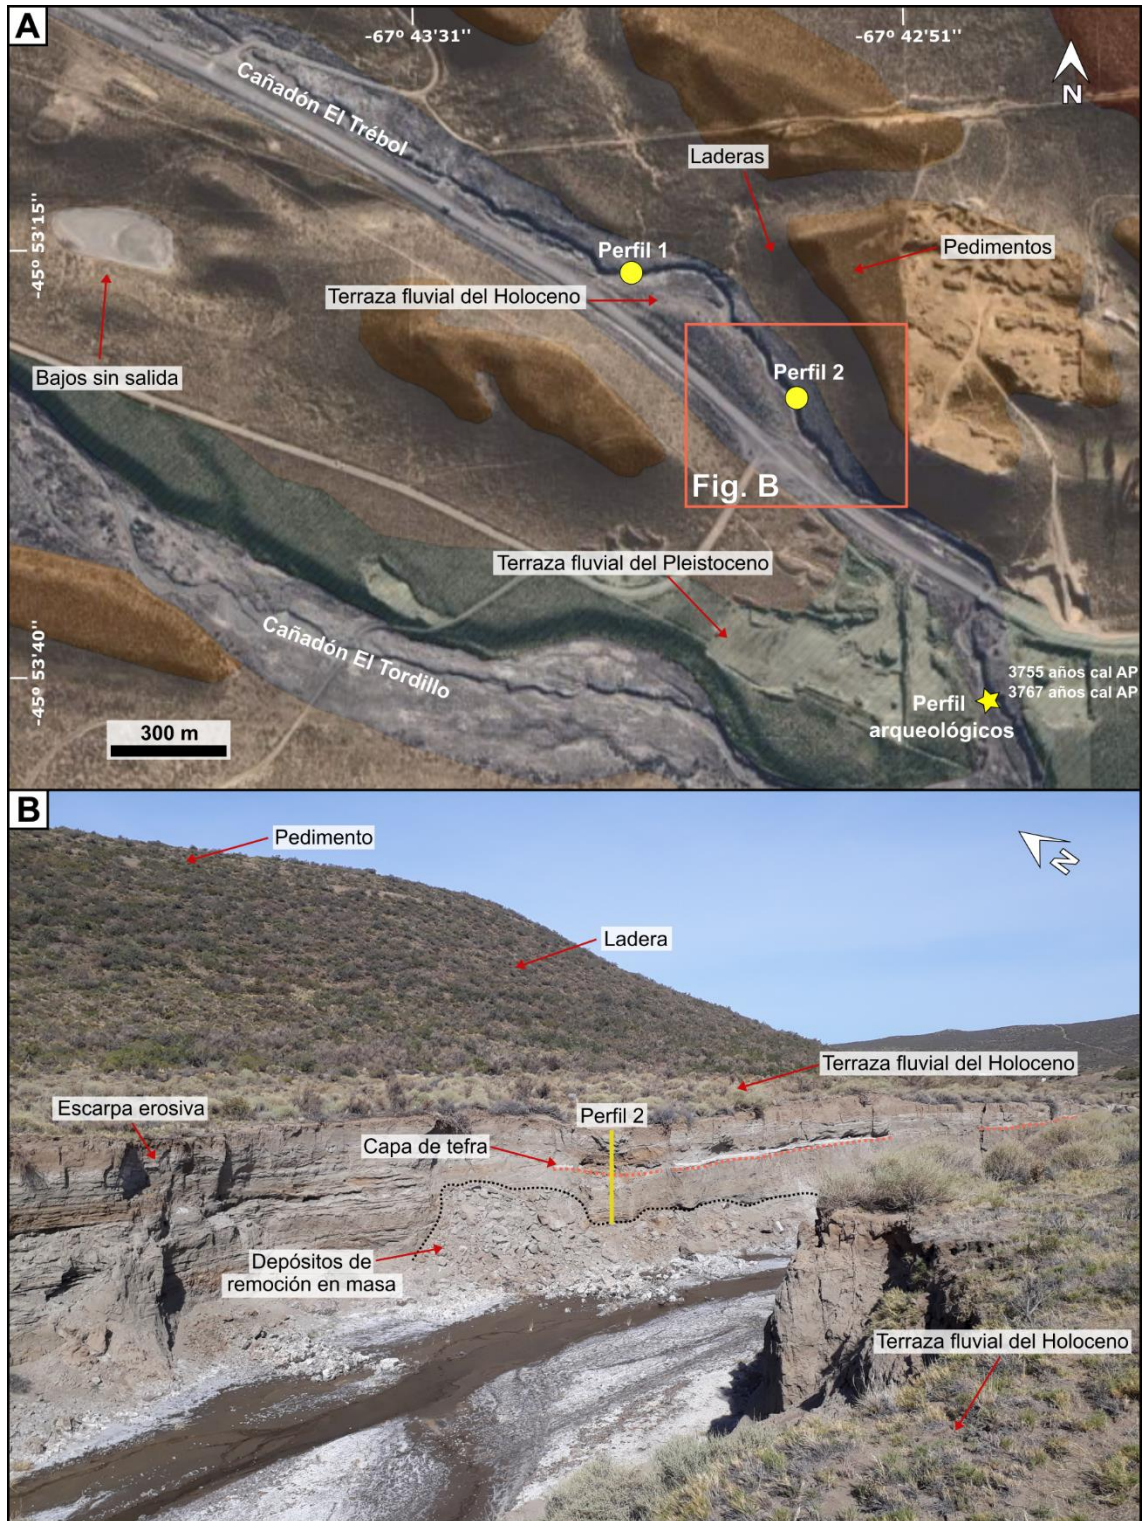 A
-67º 43'31''
-67º 42'51''
N
Cañadón El Trébol
Laderas
-45º 53'15''
Perfil 1
Pedimentos
Terraza fluvial del Holoceno
Bajos sin salida
Perfil 2
Fig. B
Terraza fluvial del Pleistoceno
Cañadón El Tordillo
-45º 53'40''
3755 años cal AP
3767 años cal AP
Perfil
arqueológicos
300 m
B
Pedimento
N
Ladera
Terraza fluvial del Holoceno
Escarpa erosiva
Perfil 2
Capa de tefra
Depósitos de
remoción en masa
Terraza fluvial del Holoceno